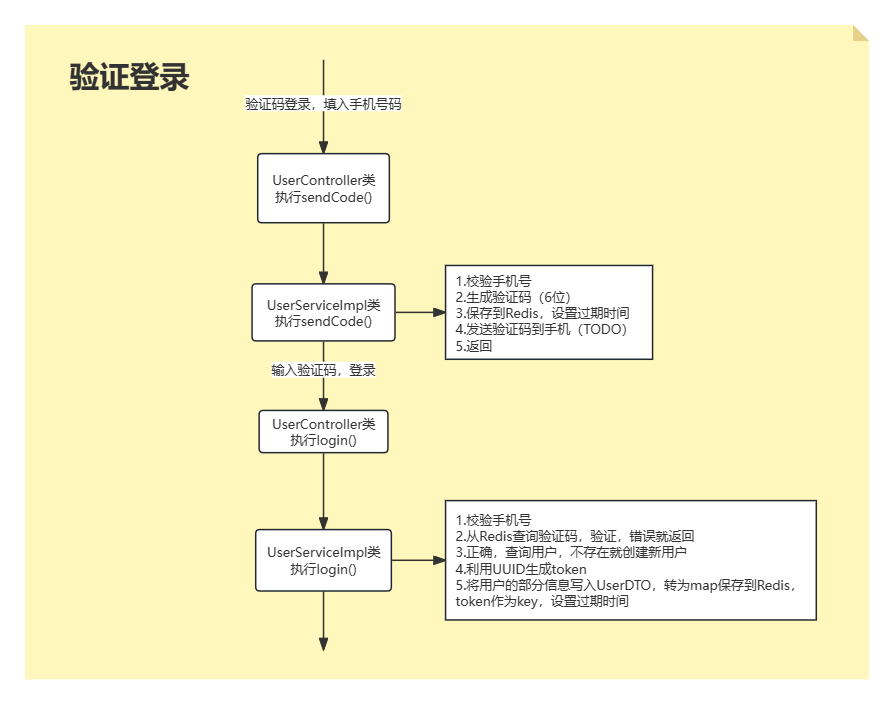 验证登录
验证码登录，填入手机号码
UserController类
执行sendCode()
UserServiceImpl类
执行sendCode()
1.校验手机号
2.生成验证码（6位）
3.保存到Redis，设置过期时间
4.发送验证码到手机（TODO）
5.返回
输入验证码，登录
UserController类
执行login()
UserServiceImpl类
执行login()
1.校验手机号
2.从Redis查询验证码，验证，错误就返回
3.正确，查询用户，不存在就创建新用户
4.利用UUID生成token
5.将用户的部分信息写入UserDTO，转为map保存到Redis，
token作为key，设置过期时间